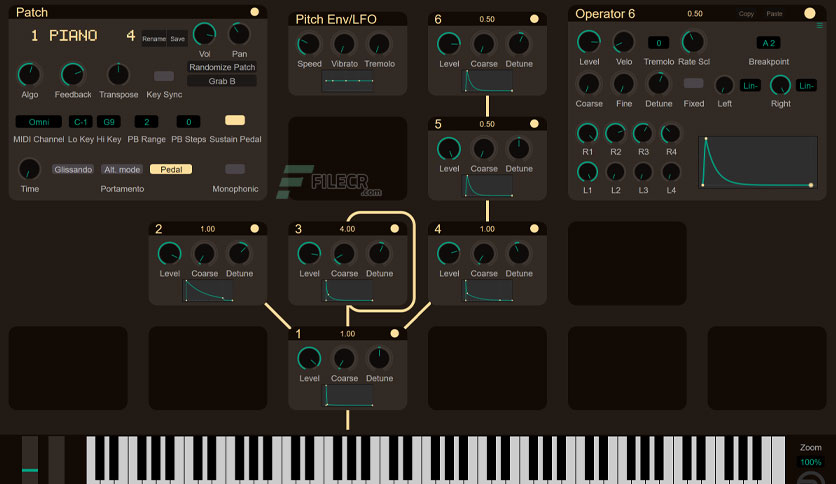 Patch
1 PIANO 4
Rename Save
Vol Pan
Randomize Patch
Grab B
Algo Feedback Transpose Key Sync
Omni C-1 G9 2 0
MIDI Channel Lo Key Hi Key PB Range PB Steps Sustain Pedal
Glissando Alt. mode Pedal
Time Portamento Monophonic
Pitch Env/LFO
Speed Vibrato Tremolo
6 0.50
Level Coarse Detune
5 0.50
Level Coarse Detune
Operator 6 0.50 Copy Paste
0 A 2
Level Velo Tremolo Rate Scl Breakpoint
Lin- Lin-
Coarse Fine Detune Fixed Left Right
R1 R2 R3 R4
L1 L2 L3 L4
FILECR
.com
2 1.00
Level Coarse Detune
3 4.00
Level Coarse Detune
4 1.00
Level Coarse Detune
1 1.00
Level Coarse Detune
Zoom
100%